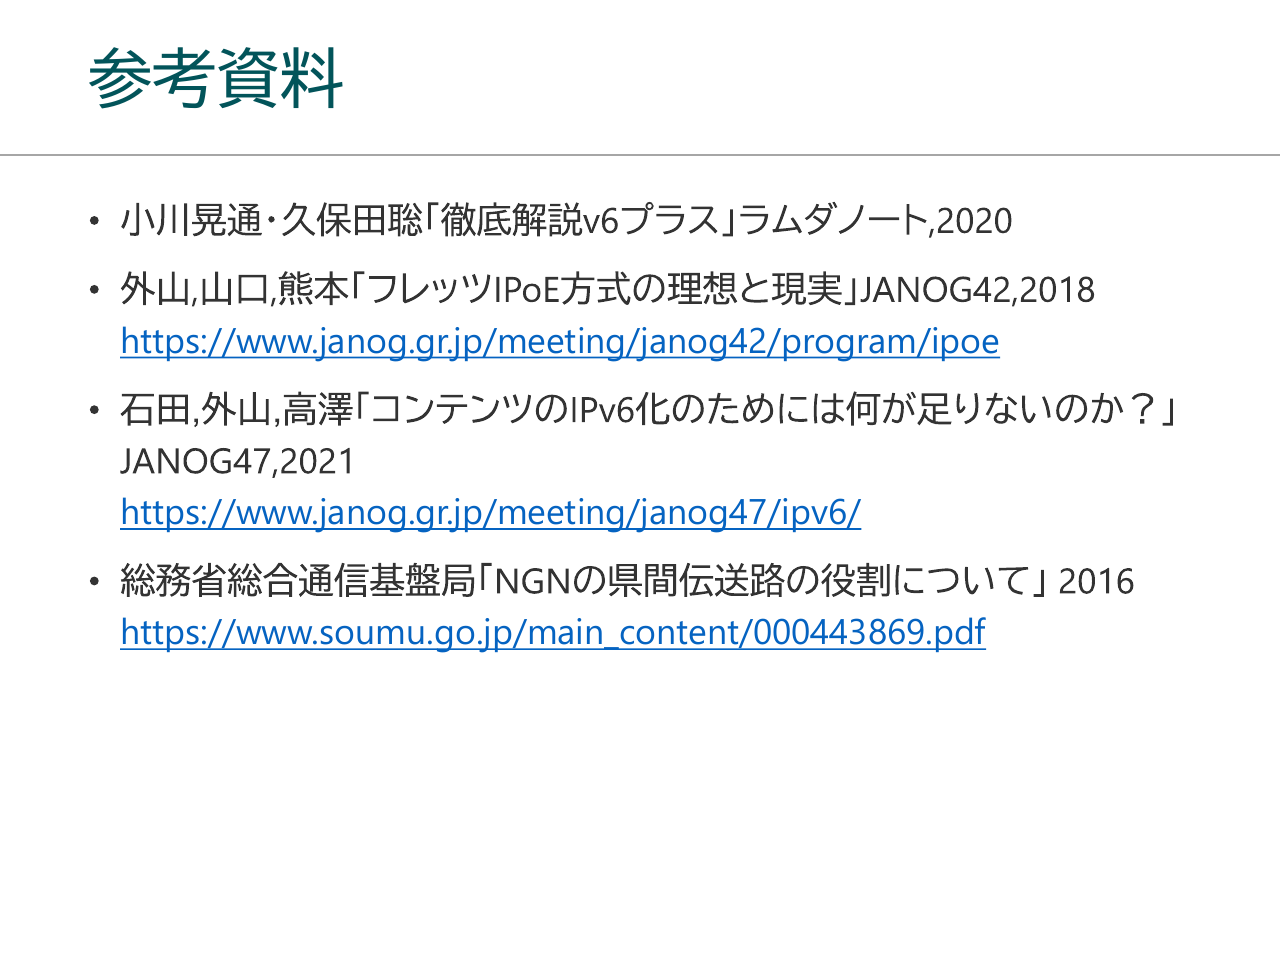 参考資料
• 小川晃通・久保田聡「徹底解説v6プラス」ラムダノート,2020
• 外山,山口,熊本「フレッツIPoE方式の理想と現実」JANOG42,2018
https://www.janog.gr.jp/meeting/janog42/program/ipoe
• 石田,外山,高澤「コンテンツのIPv6化のためには何が足りないのか？」
JANOG47,2021
https://www.janog.gr.jp/meeting/janog47/ipv6/
• 総務省総合通信基盤局「NGNの県間伝送路の役割について」 2016
https://www.soumu.go.jp/main_content/000443869.pdf